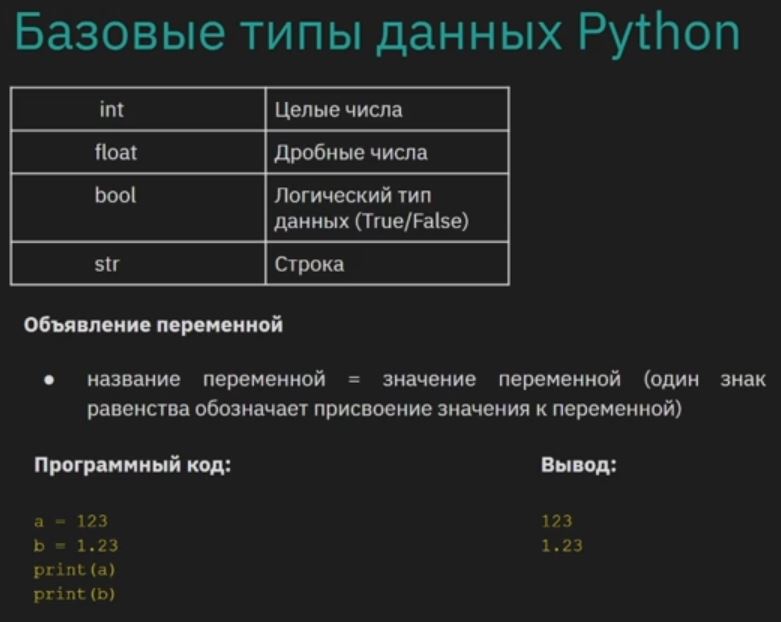 Базовые типы данных Python
int Целые числа
float Дробные числа
bool Логический тип
данных (True/False)
str Строка
Объявление переменной
● название переменной = значение переменной (один знак
равенства обозначает присвоение значения к переменной)
Программный код: Вывод:
a = 123 123
b = 1.23 1.23
print(a)
print(b)